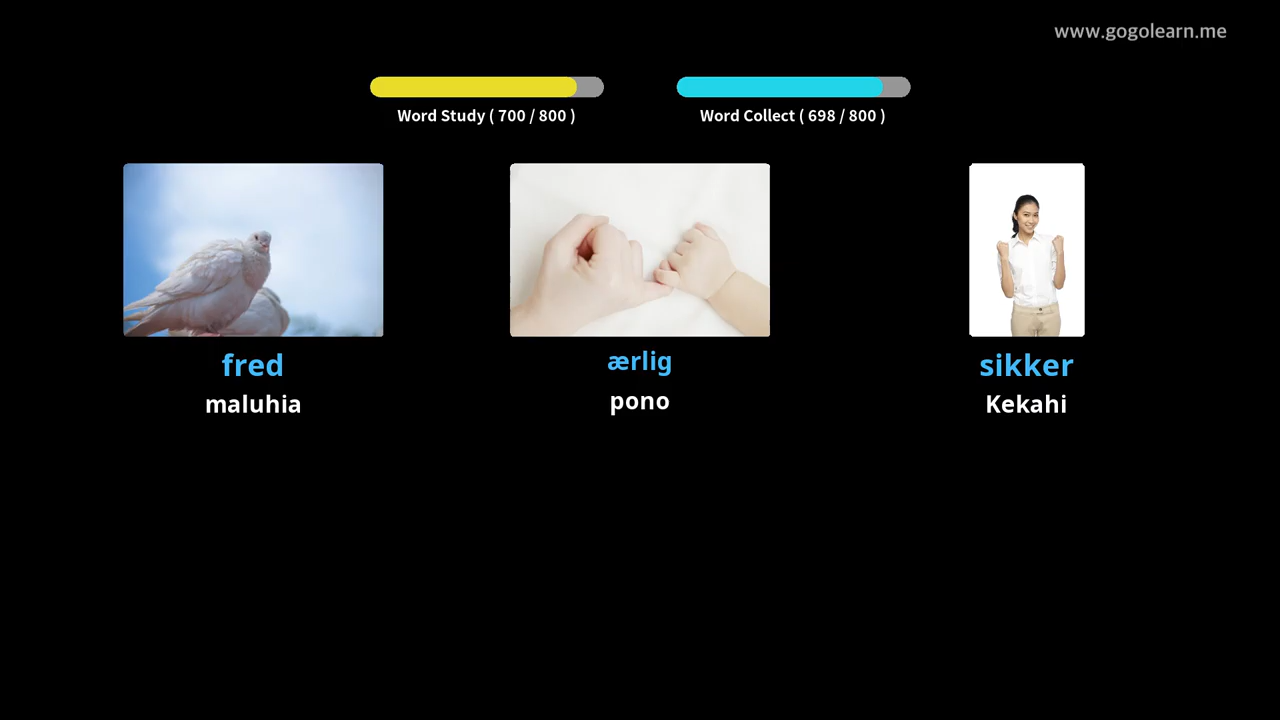 www.gogolearn.me
Word Study ( 700 / 800 )
Word Collect ( 698 / 800 )
fred
maluhia
ærlig
pono
sikker
Kekahi